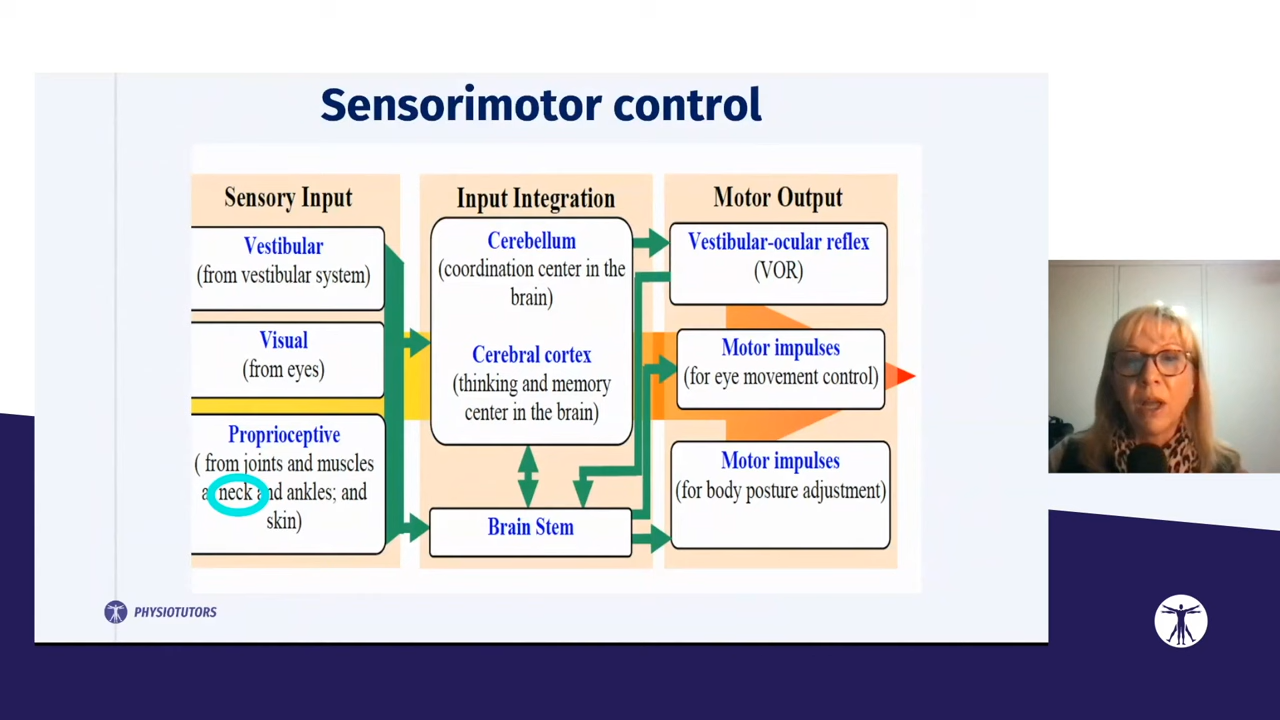 Sensorimotor control
Sensory Input
Vestibular
(from vestibular system)
Visual
(from eyes)
Proprioceptive
( from joints and muscles
a neck and ankles; and
skin)
Input Integration
Cerebellum
(coordination center in the
brain)
Cerebral cortex
(thinking and memory
center in the brain)
Brain Stem
Motor Output
Vestibular-ocular reflex
(VOR)
Motor impulses
(for eye movement control)
Motor impulses
(for body posture adjustment)
PHYSIOTUTORS